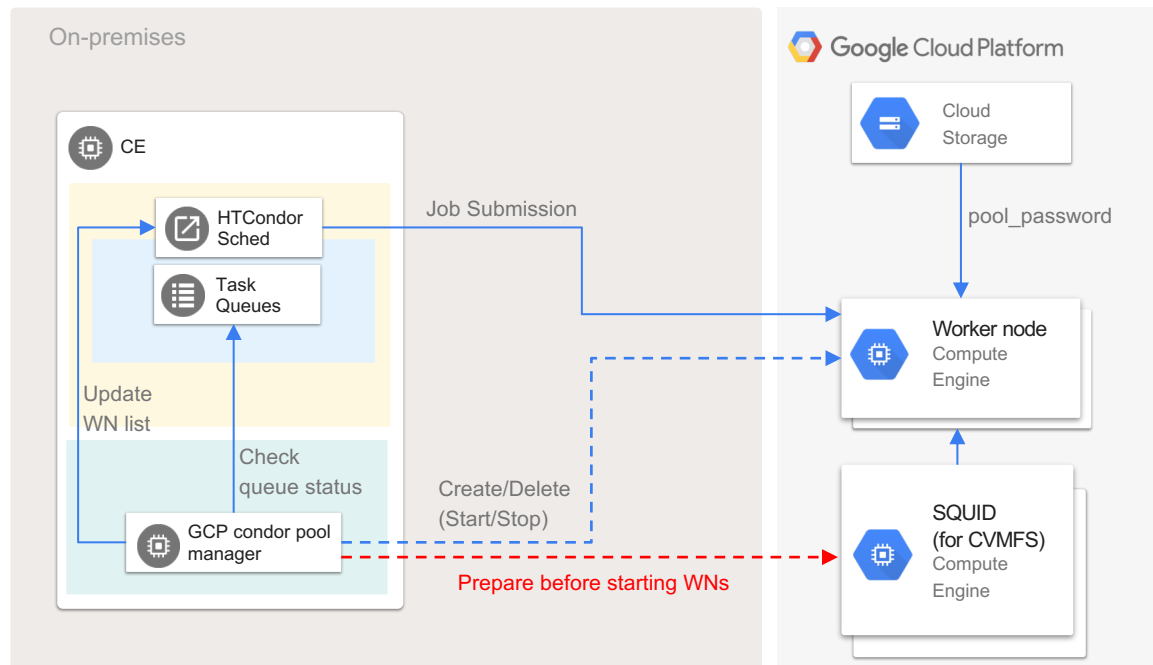 On-premises
Google Cloud Platform
Cloud
Storage
CE
HTCondor
Sched
Job Submission
pool_password
Task
Queues
Worker node
Compute
Engine
Update
WN list
Check
queue status
Create/Delete
(Start/Stop)
GCP condor pool
manager
Prepare before starting WNs
SQUID
(for CVMFS)
Compute
Engine